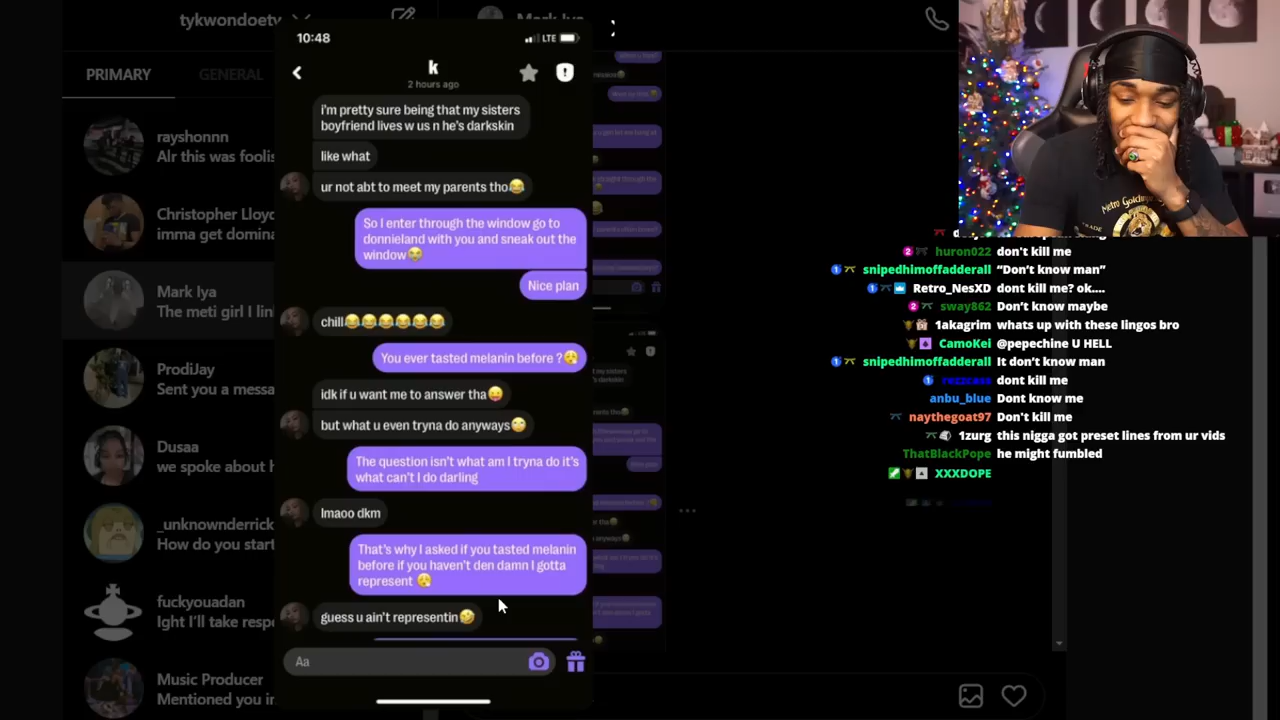 tykwondoetv
PRIMARY
GENERAL
rayshonnn
Alr this was foolis
Christopher Lloyd
imma get domina
Mark Iya
The meti girl I lin
ProdiJay
Sent you a messa
Dusaa
we spoke about h
_unknownderrick
How do you start
fuckyouadan
Ight I'll take respe
Music Producer
Mentioned you in
Mark Iya
10:48
LTE
k
2 hours ago
i'm pretty sure being that my sisters
boyfriend lives w us n he's darkskin
like what
ur not abt to meet my parents tho😂
So I enter through the window go to
donnieland with you and sneak out the
window😭
Nice plan
chill😂😂😂😂😂😂
You ever tasted melanin before ?🫠
idk if u want me to answer tha😛
but what u even tryna do anyways🙄
The question isn't what am I tryna do it's
what can't I do darling
lmaoo dkm
That's why I asked if you tasted melanin
before if you haven't den damn I gotta
represent
guess u ain't representin🤣
Aa
huron022 don't kill me
snipedhimoffadderall "Don't know man"
Retro_NesXD dont kill me? ok....
sway862 Don't know maybe
1akagrim whats up with these lingos bro
CamoKei @pepechine U HELL
snipedhimoffadderall It don't know man
dont kill me
anbu_blue Dont know me
naythegoat97 Don't kill me
1zurg this nigga got preset lines from ur vids
ThatBlackPope he might fumbled
XXXDOPE